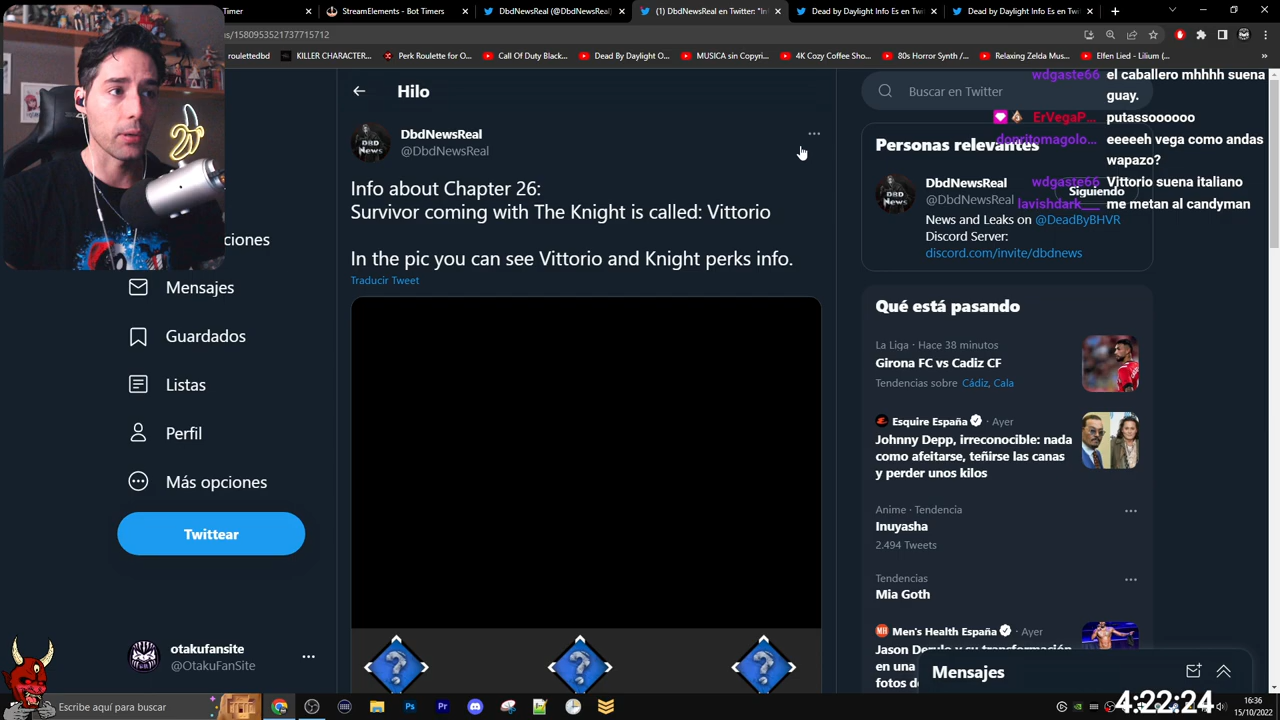 Timer
StreamElements - Bot Timers
DbdNewsReal (@DbdNewsReal)
(1) DbdNewsReal en Twitter: "In
Dead by Daylight Info Es en Tw
Dead by Daylight Info Es en Tw
us/1580953521737715712
roulettedbd
KILLER CHARACTER...
Perk Roulette for O...
Call Of Duty Black...
Dead By Daylight O...
MUSICA sin Copyri...
4K Cozy Coffee Sho...
80s Horror Synth /...
Relaxing Zelda Mus...
Elfen Lied - Lilium (...
wdgaste66 el caballero mhhhh suena
guay.
ErVegaP... putassoooooo
donritomagolo... eeeeeh vega como andas
wapazo?
wdgaste66 Vittorio suena italiano
lavishdark__ me metan al candyman
ciones
Mensajes
Guardados
Listas
Perfil
Más opciones
Twittear
otakufansite
@OtakuFanSite
Hilo
DbdNewsReal
@DbdNewsReal
DBD
News
Info about Chapter 26:
Survivor coming with The Knight is called: Vittorio
In the pic you can see Vittorio and Knight perks info.
Traducir Tweet
?
?
?
Buscar en Twitter
Personas relevantes
DbdNewsReal
@DbdNewsReal
Siguiendo
DBD
News
News and Leaks on @DeadByBHVR
Discord Server:
discord.com/invite/dbdnews
Qué está pasando
La Liga · Hace 38 minutos
Girona FC vs Cadiz CF
Tendencias sobre Cádiz, Cala
Esquire España · Ayer
Johnny Depp, irreconocible: nada
como afeitarse, teñirse las canas
y perder unos kilos
Anime · Tendencia
Inuyasha
2.494 Tweets
Tendencias
Mia Goth
Men's Health España · Ayer
Jason Derulo y su transformación
en una
fotos d
Mensajes
Escribe aquí para buscar
4:22:24
16:36
15/10/2022